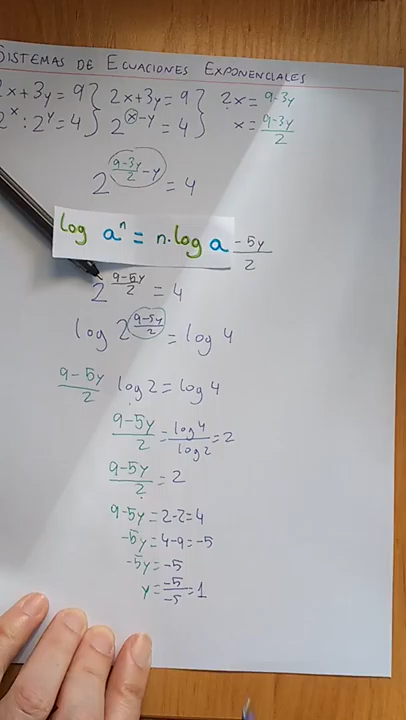 SISTEMAS DE ECUACIONES EXPONENCIALES
2x+3y=9 } 2x+3y=9 } 2x=9-3y
2^x:2^y=4 } 2^(x-y)=4 } x=(9-3y)/2
2^((9-3y)/2-y)=4
log a^n = n·log a
-5y/2
2^((9-5y)/2)=4
log 2^((9-5y)/2)=log 4
(9-5y)/2 log 2=log 4
(9-5y)/2=log 4/log 2=2
(9-5y)/2=2
9-5y=2·2=4
-5y=4-9=-5
-5y=-5
y=-5/-5=1